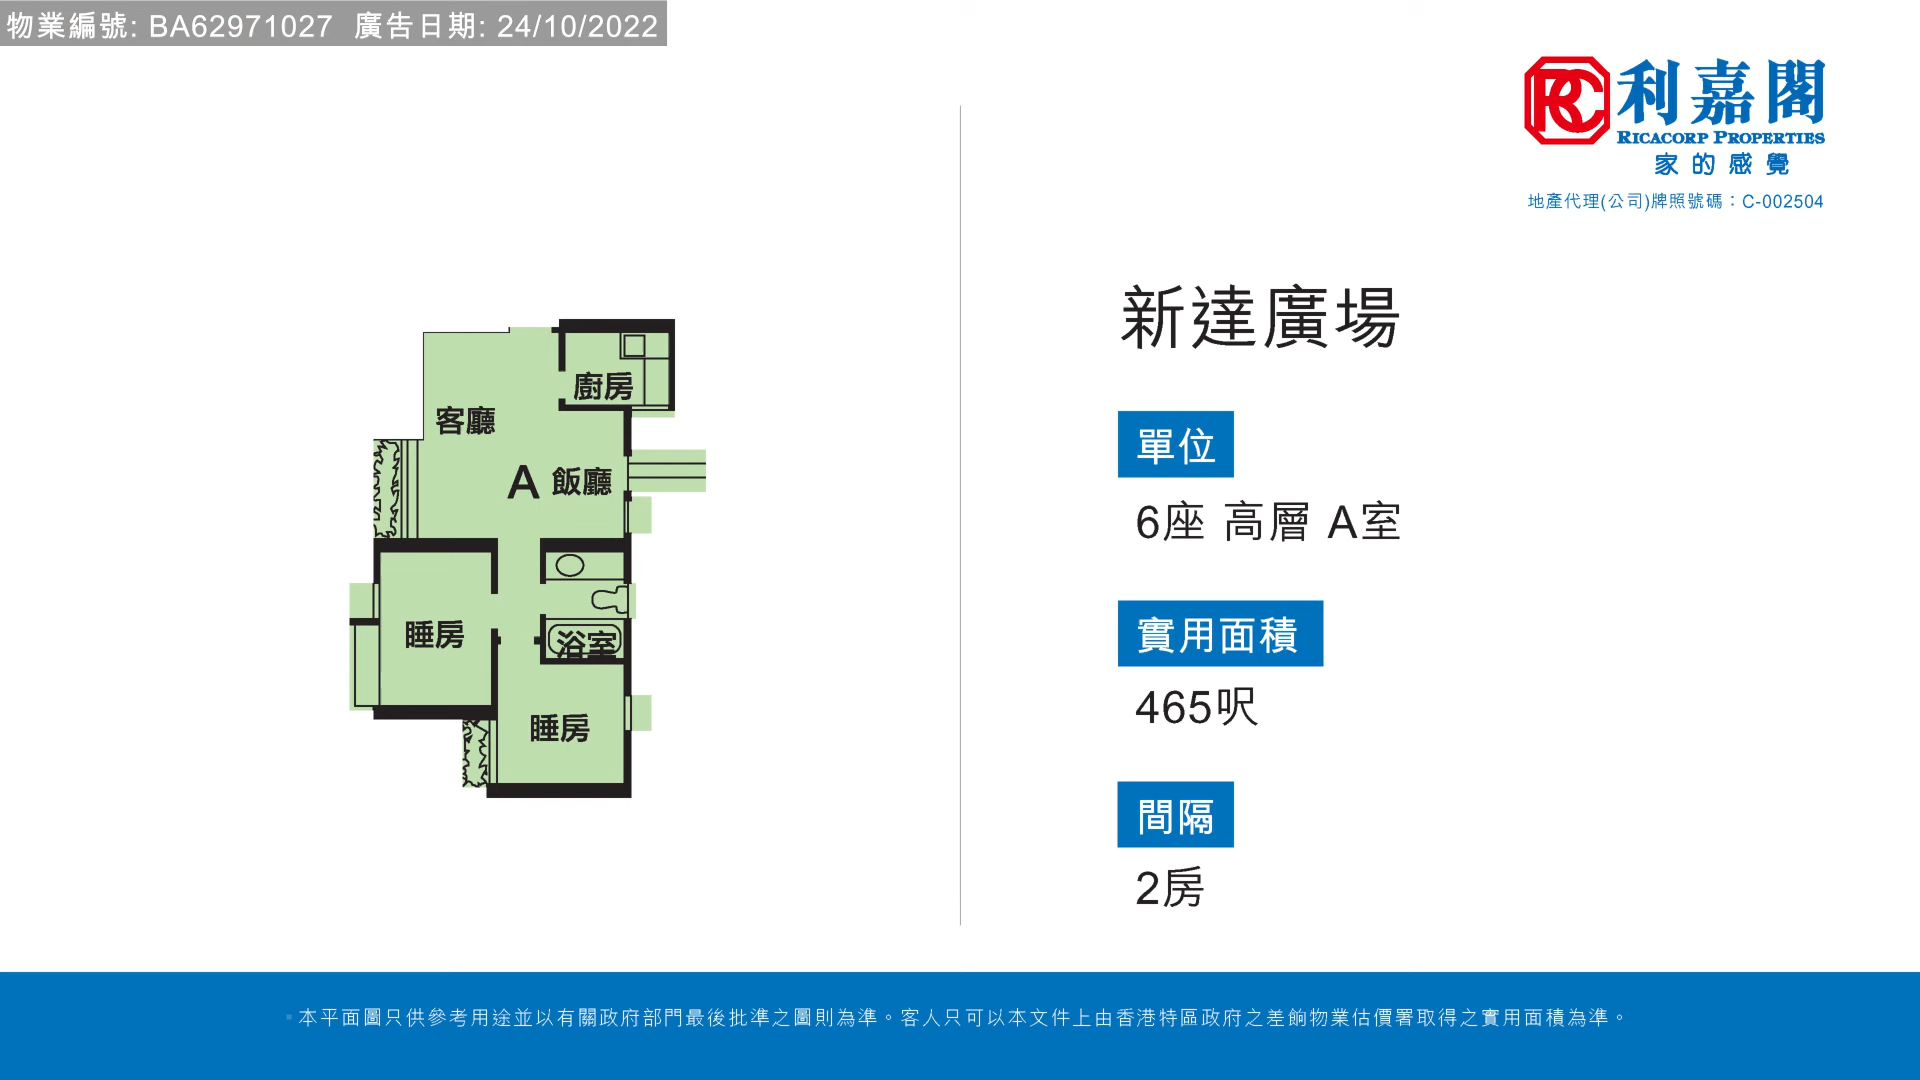 物業編號: BA62971027 廣告日期: 24/10/2022
RC 利嘉閣
RICACORP PROPERTIES
家的感覺
地產代理(公司)牌照號碼：C-002504
新達廣場
單位
6座 高層 A室
實用面積
465呎
間隔
2房
廚房
客廳
A 飯廳
睡房
浴室
睡房
本平面圖只供參考用途並以有關政府部門最後批準之圖則為準。客人只可以本文件上由香港特區政府之差餉物業估價署取得之實用面積為準。